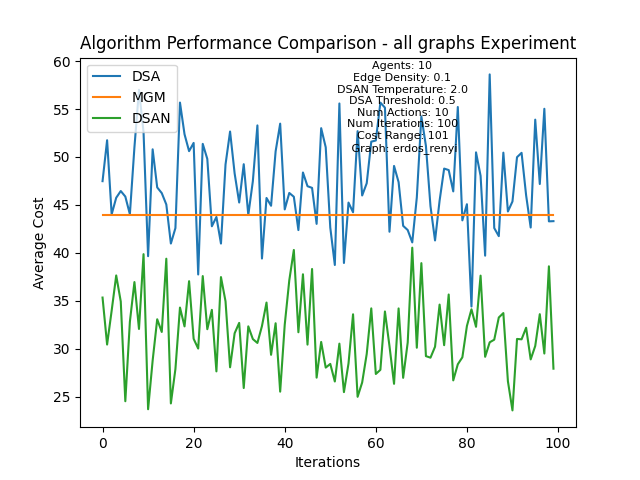 Algorithm Performance Comparison - all graphs Experiment
DSA
MGM
DSAN
Agents: 10
Edge Density: 0.1
DSAN Temperature: 2.0
DSA Threshold: 0.5
Num Actions: 10
Num Iterations: 100
Cost Range: 101
Graph: erdos_renyi
60
55
50
45
40
35
30
25
Average Cost
0 20 40 60 80 100
Iterations